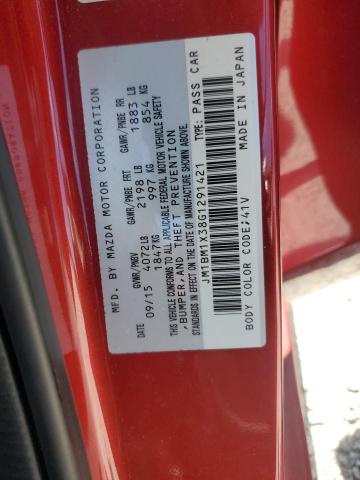 MFD. BY MAZDA MOTOR CORPORATION
GVWR/PNBV GAWR/PNBE FRT GAWR/PNBE RR
DATE
09/15 4072LB 2198LB 1883 LB
1847KG 997 KG 854 KG
THIS VEHICLE CONFORMS TO ALL APPLICABLE FEDERAL MOTOR VEHICLE SAFETY
,BUMPER,AND THEFT PREVENTION
STANDARDS IN EFFECT ON THE DATE OF MANUFACTURE SHOWN ABOVE.
JM1BM1X38G1291421 TYPE: PASS CAR
BODY COLOR CODE:41V MADE IN JAPAN